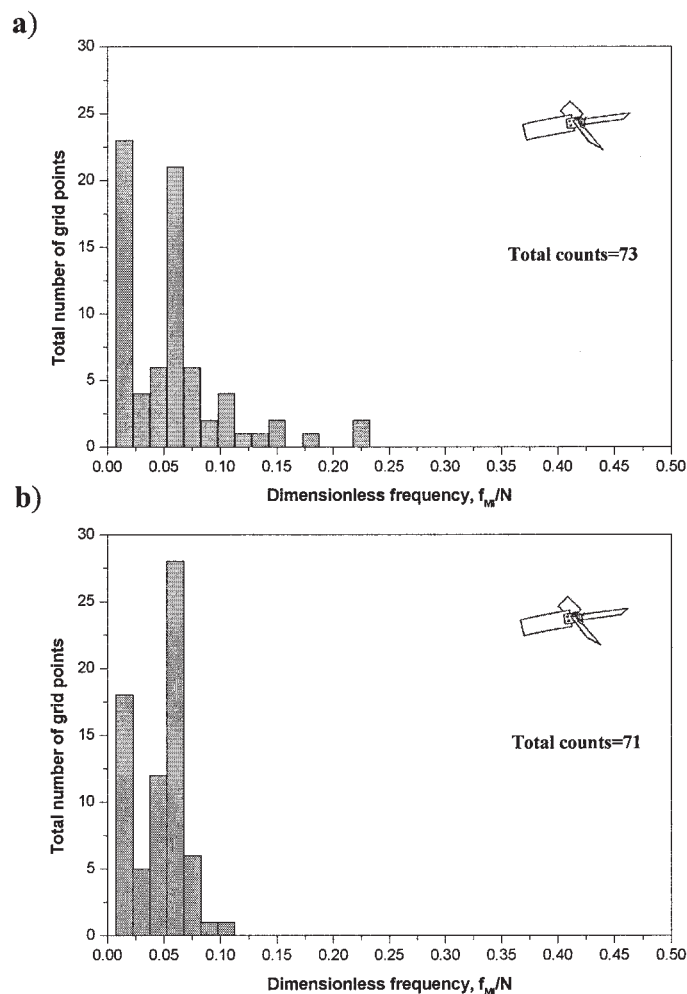 a)
30
25
20
15
10
5
0
Total number of grid points
Total counts=73
0.00 0.05 0.10 0.15 0.20 0.25 0.30 0.35 0.40 0.45 0.50
Dimensionless frequency, fMI/N
b)
30
25
20
15
10
5
0
Total number of grid points
Total counts=71
0.00 0.05 0.10 0.15 0.20 0.25 0.30 0.35 0.40 0.45 0.50
Dimensionless frequency, fMI/N